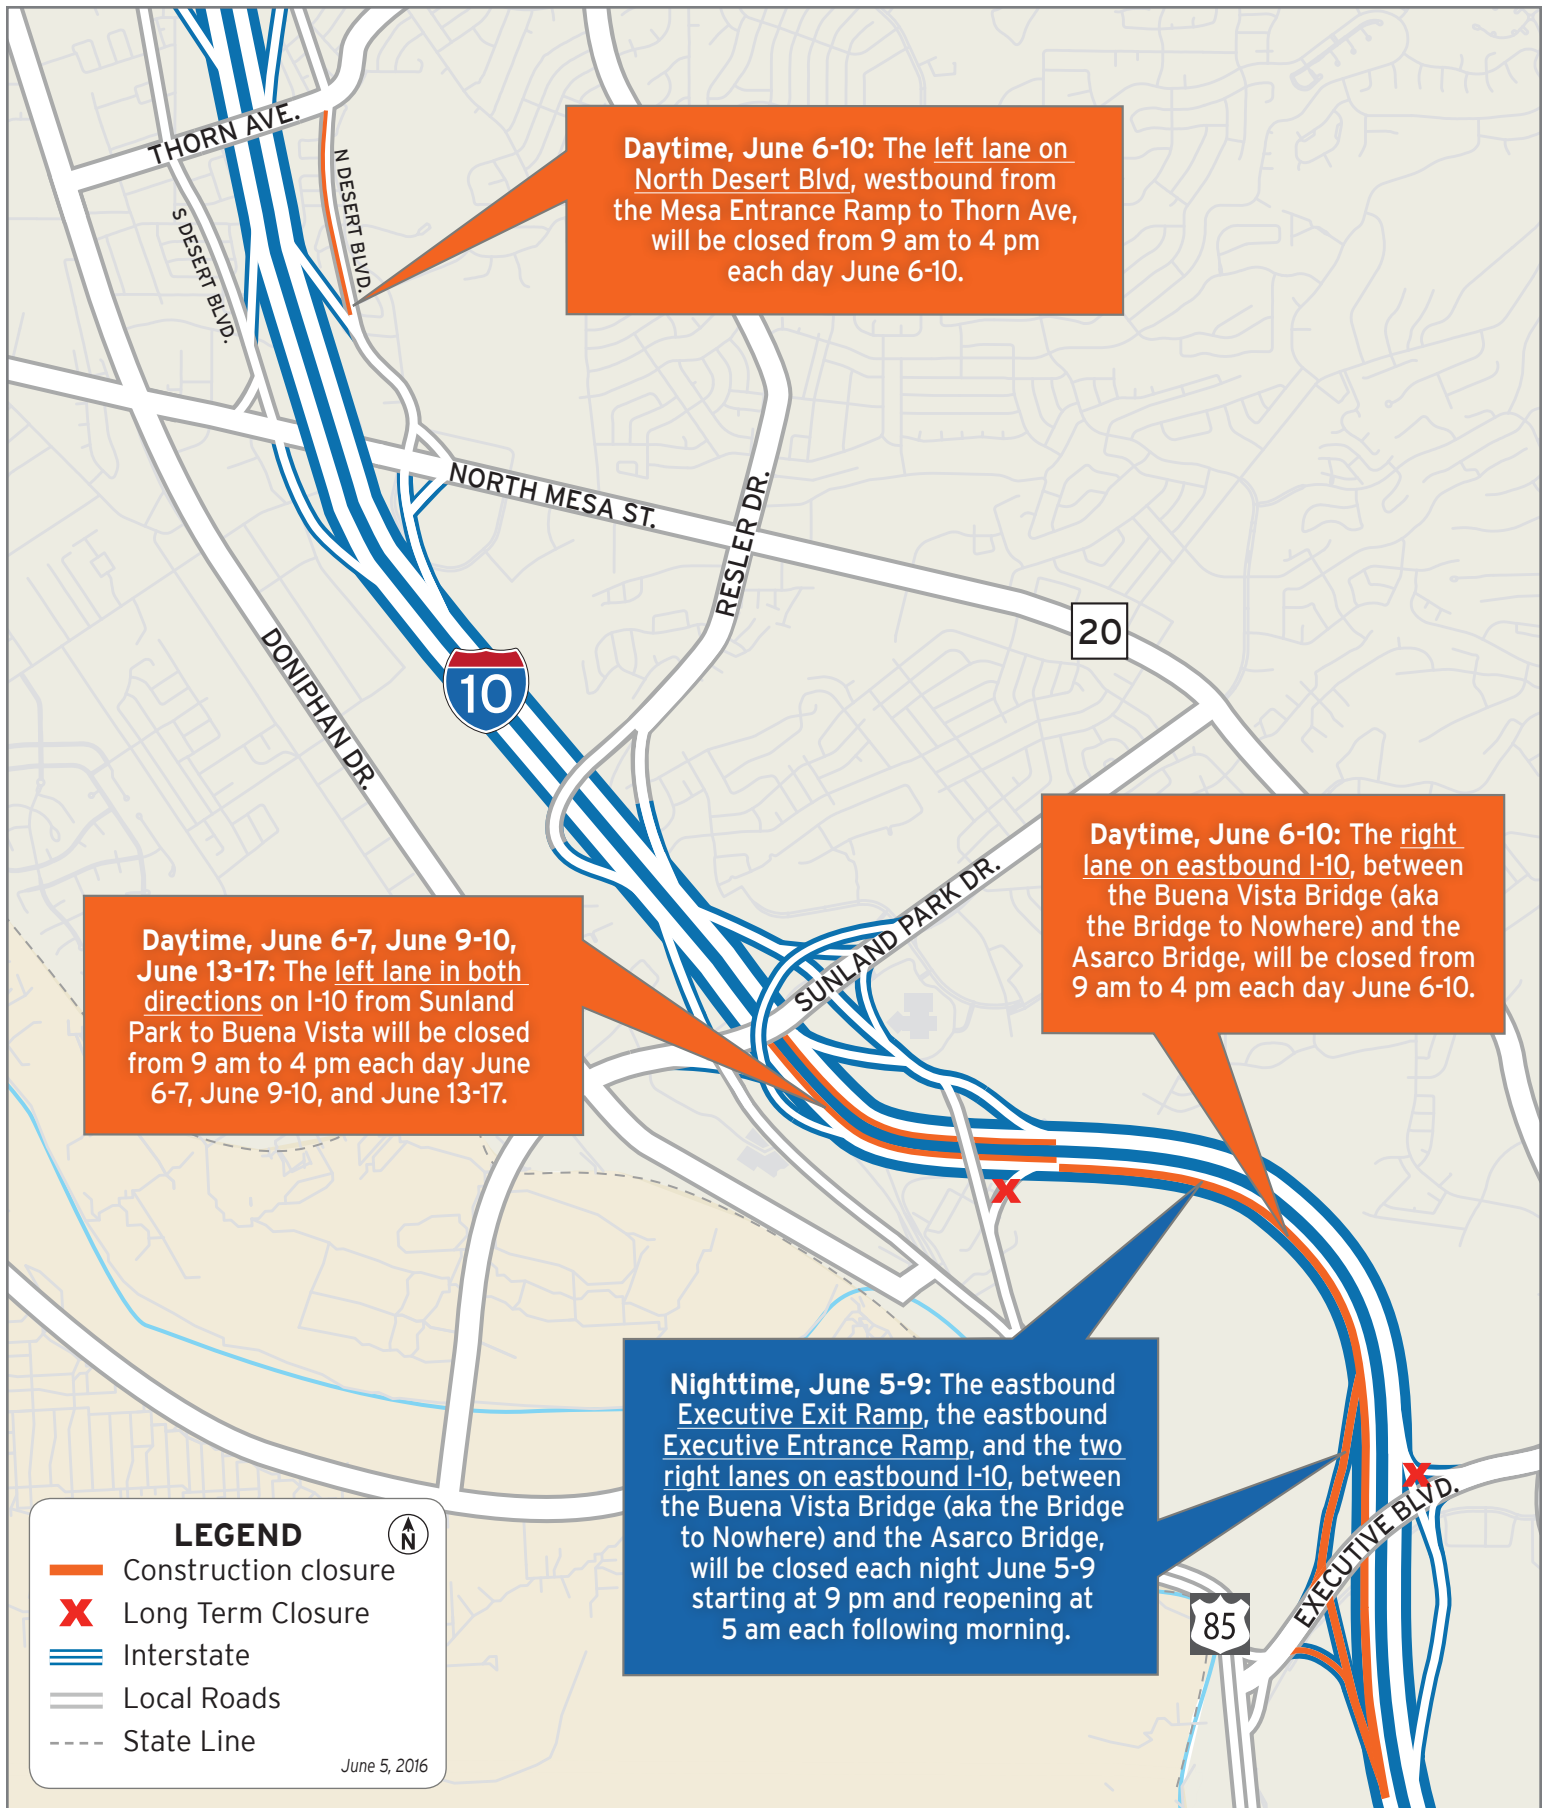 THORN AVE.
N DESERT BLVD.
S DESERT BLVD.
Daytime, June 6-10: The left lane on
North Desert Blvd, westbound from
the Mesa Entrance Ramp to Thorn Ave,
will be closed from 9 am to 4 pm
each day June 6-10.
NORTH MESA ST.
RESLER DR.
20
DONIPHAN DR.
10
SUNLAND PARK DR.
Daytime, June 6-10: The right
lane on eastbound I-10, between
the Buena Vista Bridge (aka
the Bridge to Nowhere) and the
Asarco Bridge, will be closed from
9 am to 4 pm each day June 6-10.
Daytime, June 6-7, June 9-10,
June 13-17: The left lane in both
directions on I-10 from Sunland
Park to Buena Vista will be closed
from 9 am to 4 pm each day June
6-7, June 9-10, and June 13-17.
X
Nighttime, June 5-9: The eastbound
Executive Exit Ramp, the eastbound
Executive Entrance Ramp, and the two
right lanes on eastbound I-10, between
the Buena Vista Bridge (aka the Bridge
to Nowhere) and the Asarco Bridge,
will be closed each night June 5-9
starting at 9 pm and reopening at
5 am each following morning.
X
EXECUTIVE BLVD.
85
LEGEND
N
Construction closure
X Long Term Closure
Interstate
Local Roads
State Line
June 5, 2016